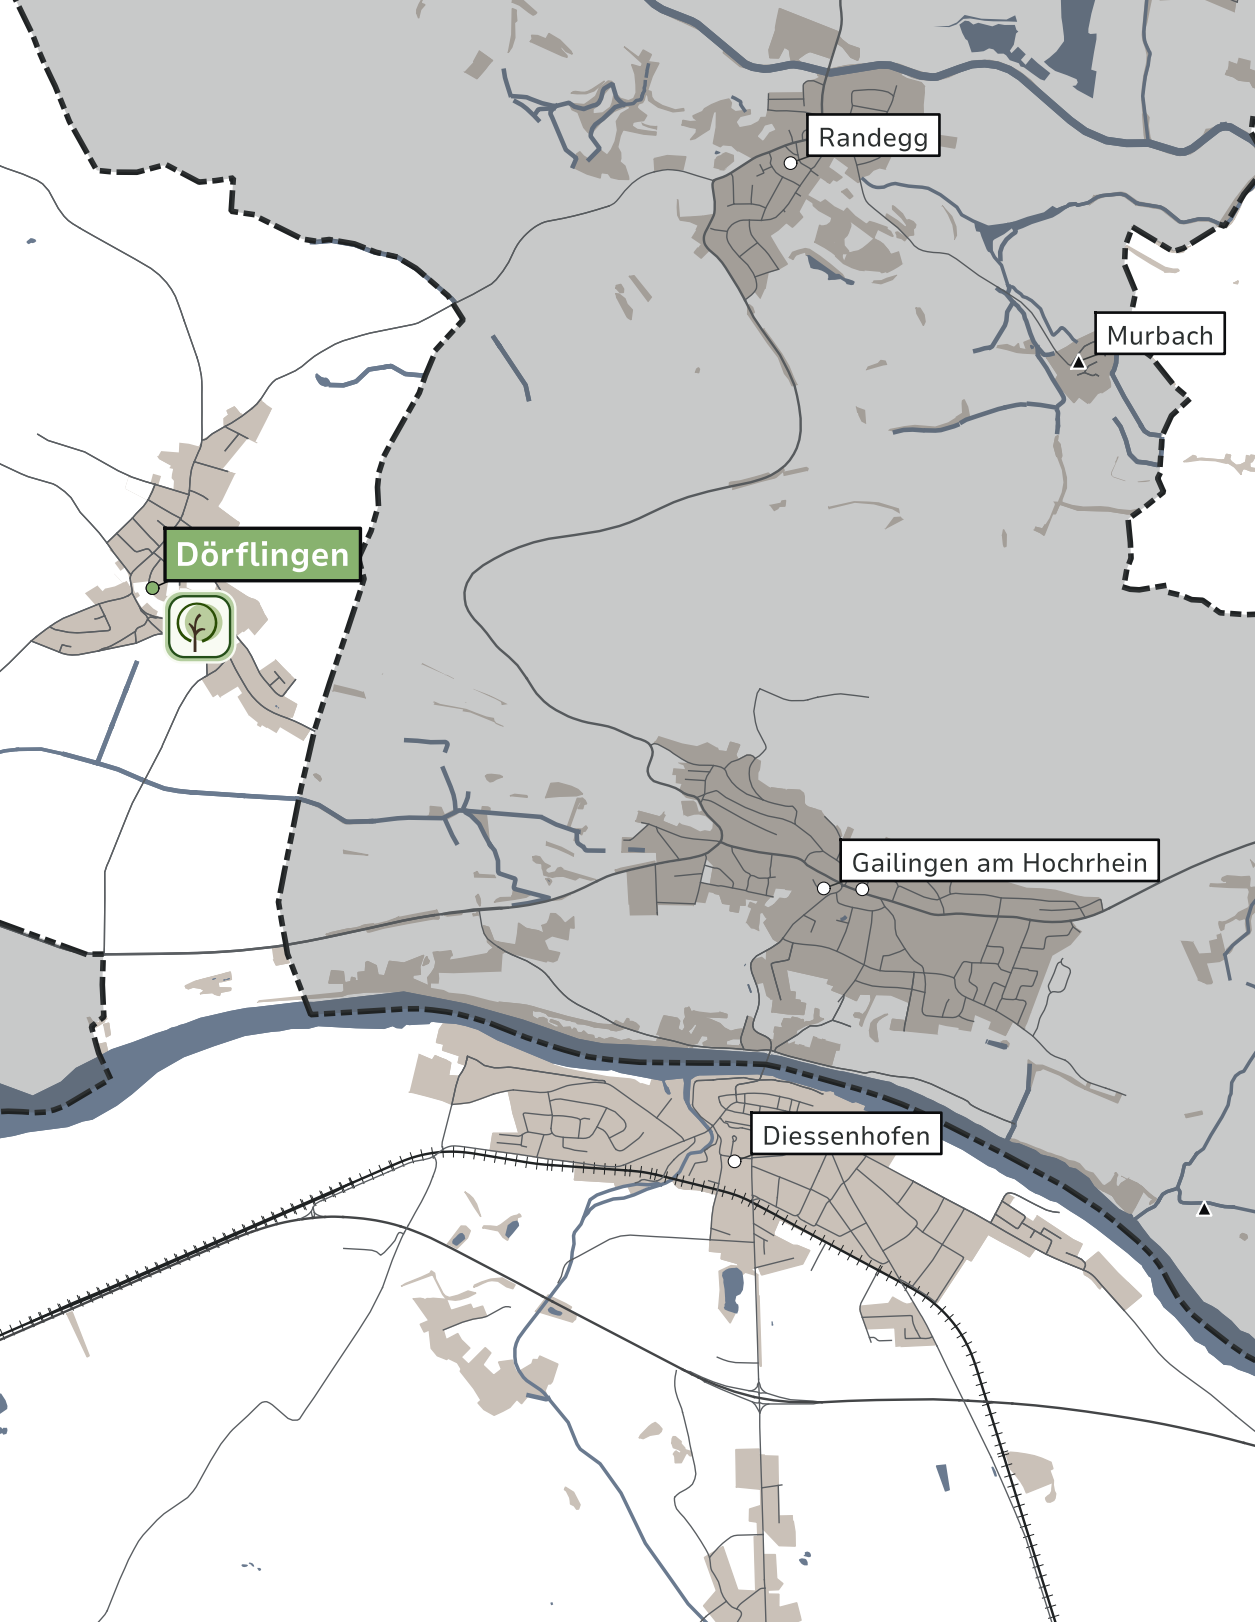 Randegg
Murbach
Dörflingen
Gailingen am Hochrhein
Diessenhofen